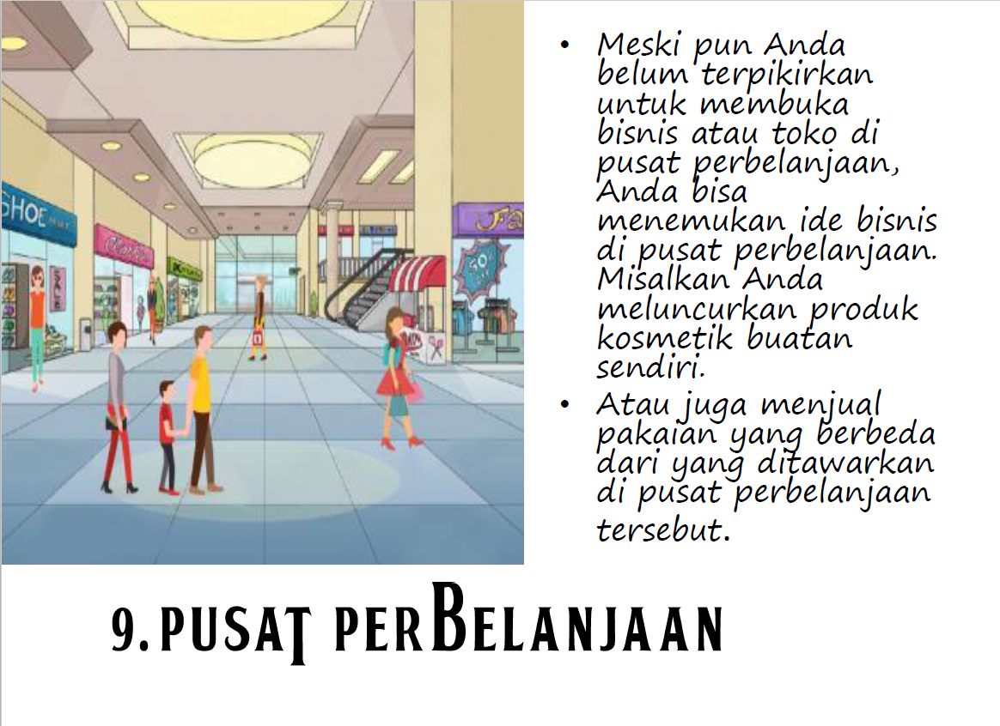 SHOE
SALE
Fa
• Meski pun Anda
belum terpikirkan
untuk membuka
bisnis atau toko di
pusat perbelanjaan,
Anda bisa
menemukan ide bisnis
di pusat perbelanjaan.
Misalkan Anda
meluncurkan produk
kosmetik buatan
sendiri.
• Atau juga menjual
pakaian yang berbeda
dari yang ditawarkan
di pusat perbelanjaan
tersebut.
9. PUSAT PERBELANJAAN